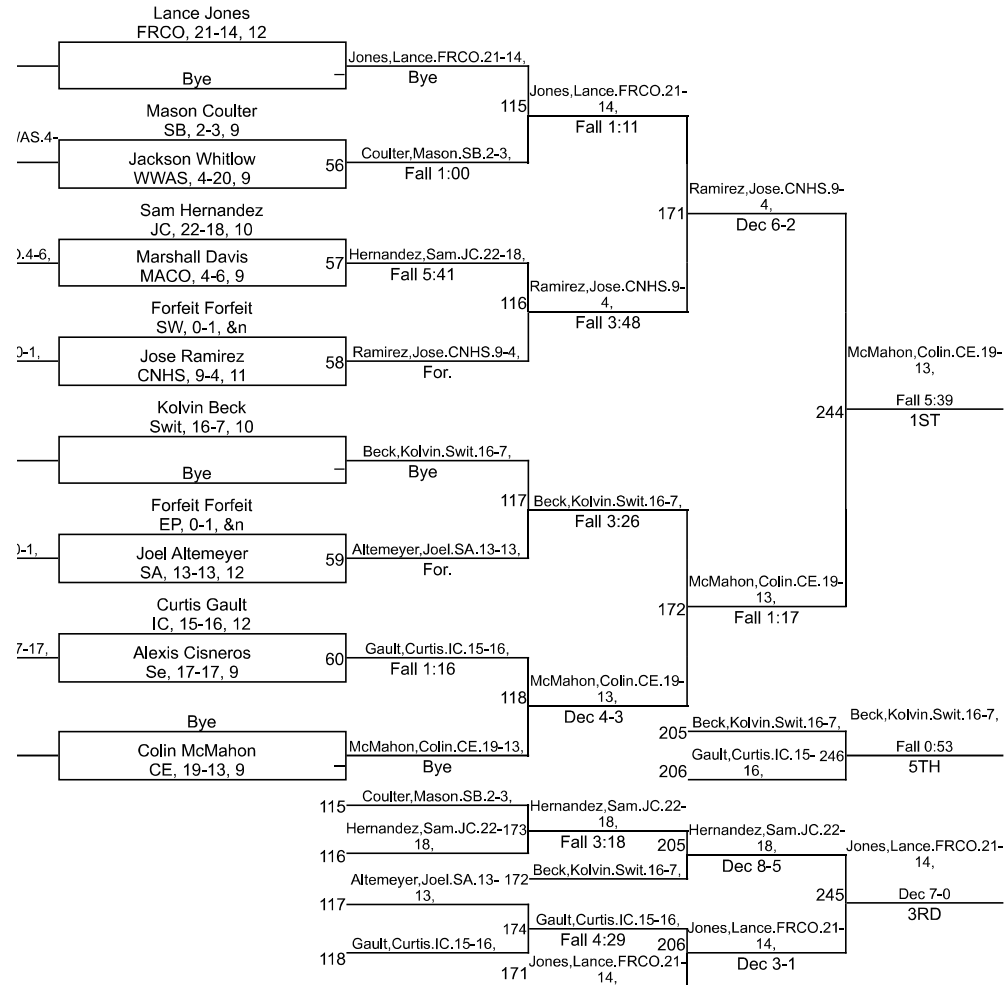 Lance Jones
FRCO, 21-14, 12
Jones,Lance.FRCO.21-14,
Bye
Bye
115
Jones,Lance.FRCO.21-
14,
Fall 1:11
Mason Coulter
SB, 2-3, 9
/AS.4-
Jackson Whitlow
WWAS, 4-20, 9
56
Coulter,Mason.SB.2-3,
Fall 1:00
171
Ramirez,Jose.CNHS.9-
4,
Dec 6-2
Sam Hernandez
JC, 22-18, 10
).4-6,
Marshall Davis
MACO, 4-6, 9
57
Hernandez,Sam.JC.22-18,
Fall 5:41
116
Ramirez,Jose.CNHS.9-
4,
Fall 3:48
Forfeit Forfeit
SW, 0-1, &n
0-1,
Jose Ramirez
CNHS, 9-4, 11
58
Ramirez,Jose.CNHS.9-4,
For.
244
McMahon,Colin.CE.19-
13,
Fall 5:39
1ST
Kolvin Beck
Swit, 16-7, 10
Bye
Beck,Kolvin.Swit.16-7,
Bye
117
Beck,Kolvin.Swit.16-7,
Fall 3:26
Forfeit Forfeit
EP, 0-1, &n
0-1,
Joel Altemeyer
SA, 13-13, 12
59
Altemeyer,Joel.SA.13-13,
For.
172
McMahon,Colin.CE.19-
13,
Fall 1:17
Curtis Gault
IC, 15-16, 12
7-17,
Alexis Cisneros
Se, 17-17, 9
60
Gault,Curtis.IC.15-16,
Fall 1:16
118
McMahon,Colin.CE.19-
13,
Dec 4-3
Bye
Colin McMahon
CE, 19-13, 9
McMahon,Colin.CE.19-13,
Bye
205
Beck,Kolvin.Swit.16-7,
206
Gault,Curtis.IC.15-
16,
246
Beck,Kolvin.Swit.16-7,
Fall 0:53
5TH
115
Coulter,Mason.SB.2-3,
116
Hernandez,Sam.JC.22-
18,
173
Hernandez,Sam.JC.22-
18,
Fall 3:18
172
Beck,Kolvin.Swit.16-7,
205
Hernandez,Sam.JC.22-
18,
Dec 8-5
117
Altemeyer,Joel.SA.13-
13,
118
Gault,Curtis.IC.15-16,
174
Gault,Curtis.IC.15-16,
Fall 4:29
171
Jones,Lance.FRCO.21-
14,
206
Jones,Lance.FRCO.21-
14,
Dec 3-1
245
Jones,Lance.FRCO.21-
14,
Dec 7-0
3RD